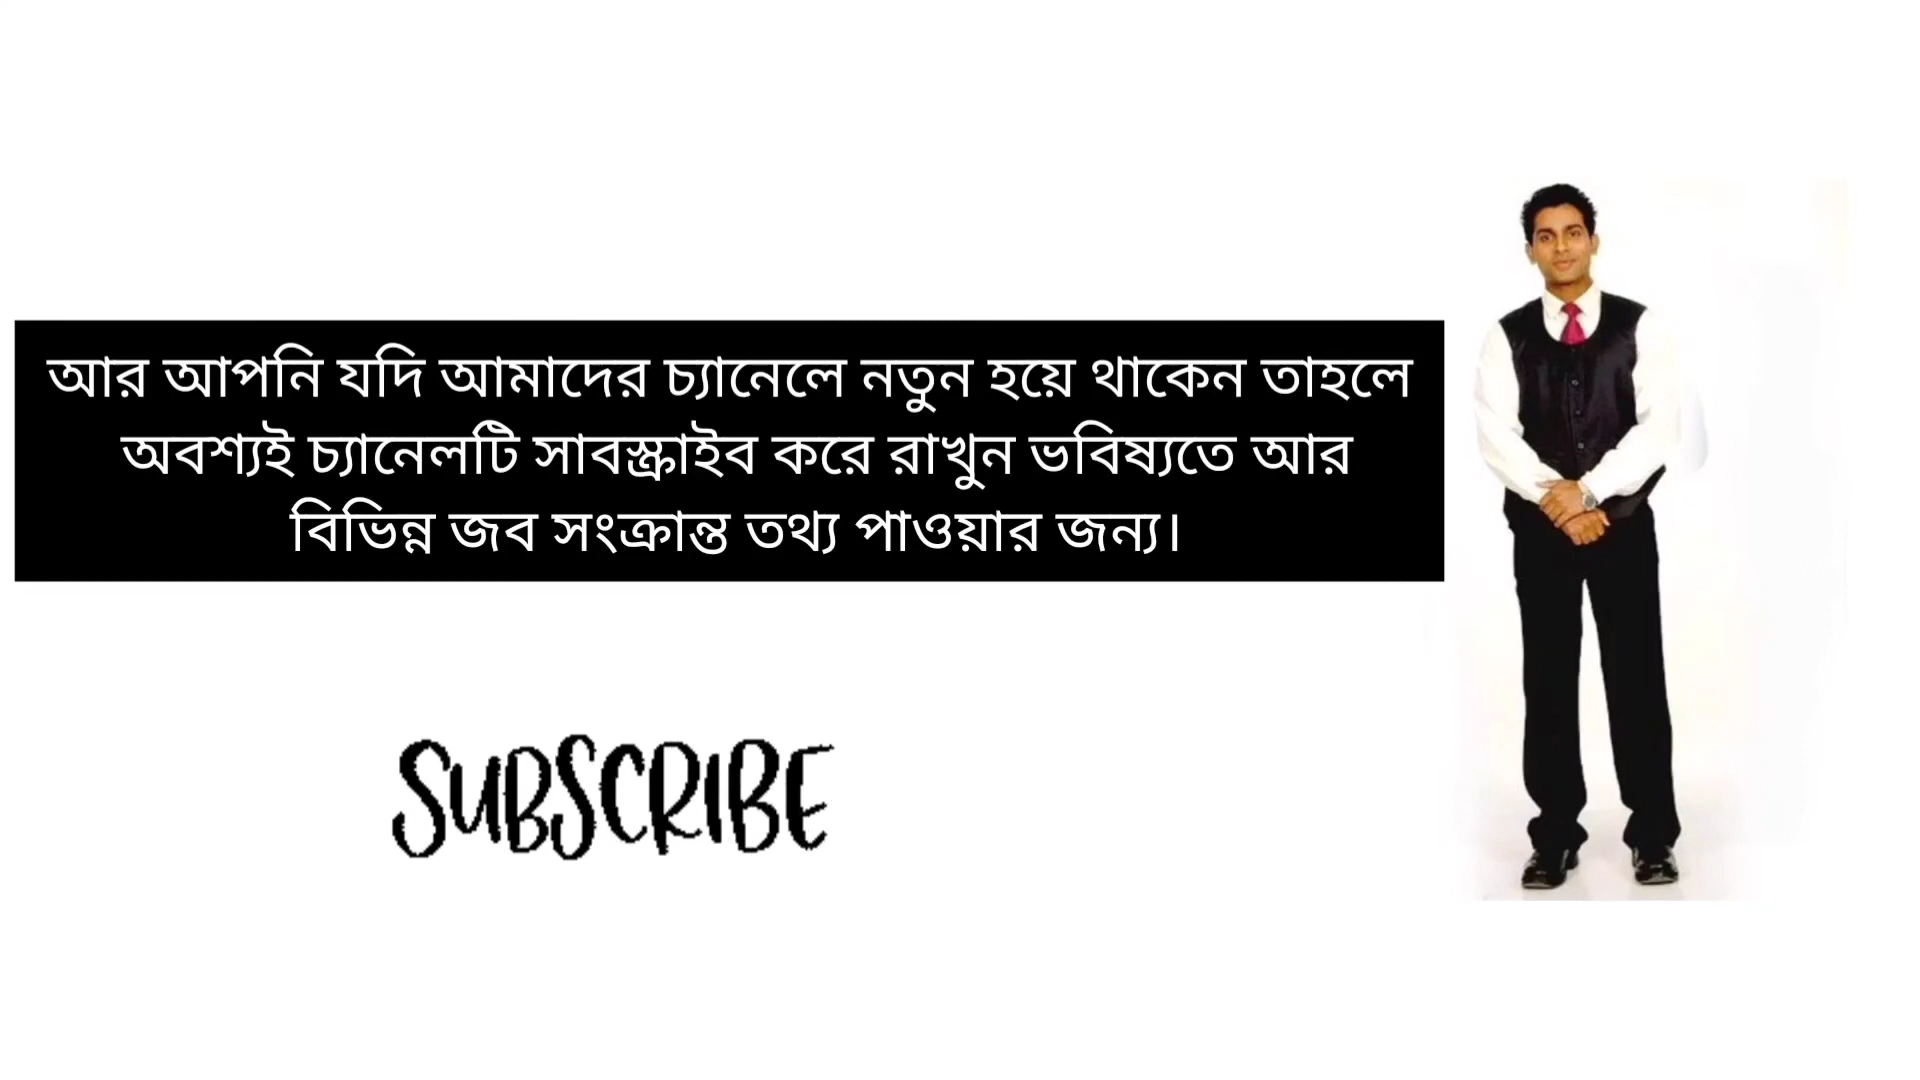 আর আপনি যদি আমাদের চ্যানেলে নতুন হয়ে থাকেন তাহলে
অবশ্যই চ্যানেলটি সাবস্ক্রাইব করে রাখুন ভবিষ্যতে আর
বিভিন্ন জব সংক্রান্ত তথ্য পাওয়ার জন্য।
SUBSCRIBE